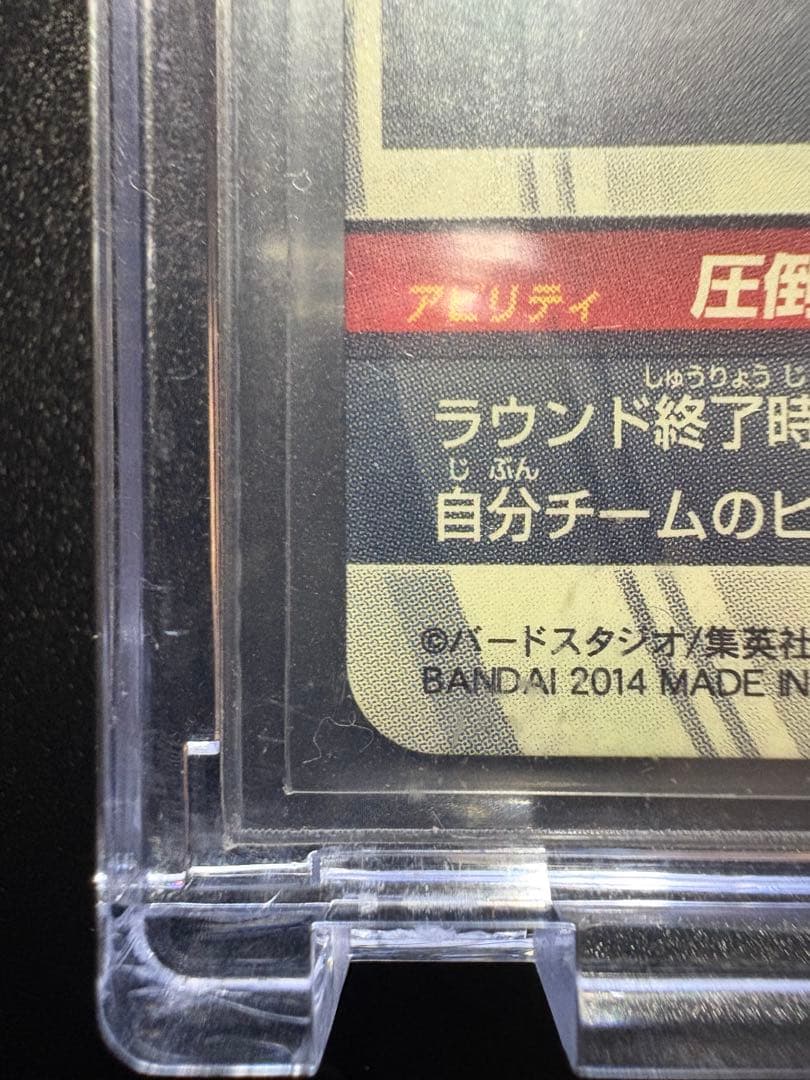 アビリティ 圧倒
しゅうりょう じ
ラウンド終了時
じ ぶん
自分チームのヒ
©バードスタジオ/集英社
BANDAI 2014 MADE IN